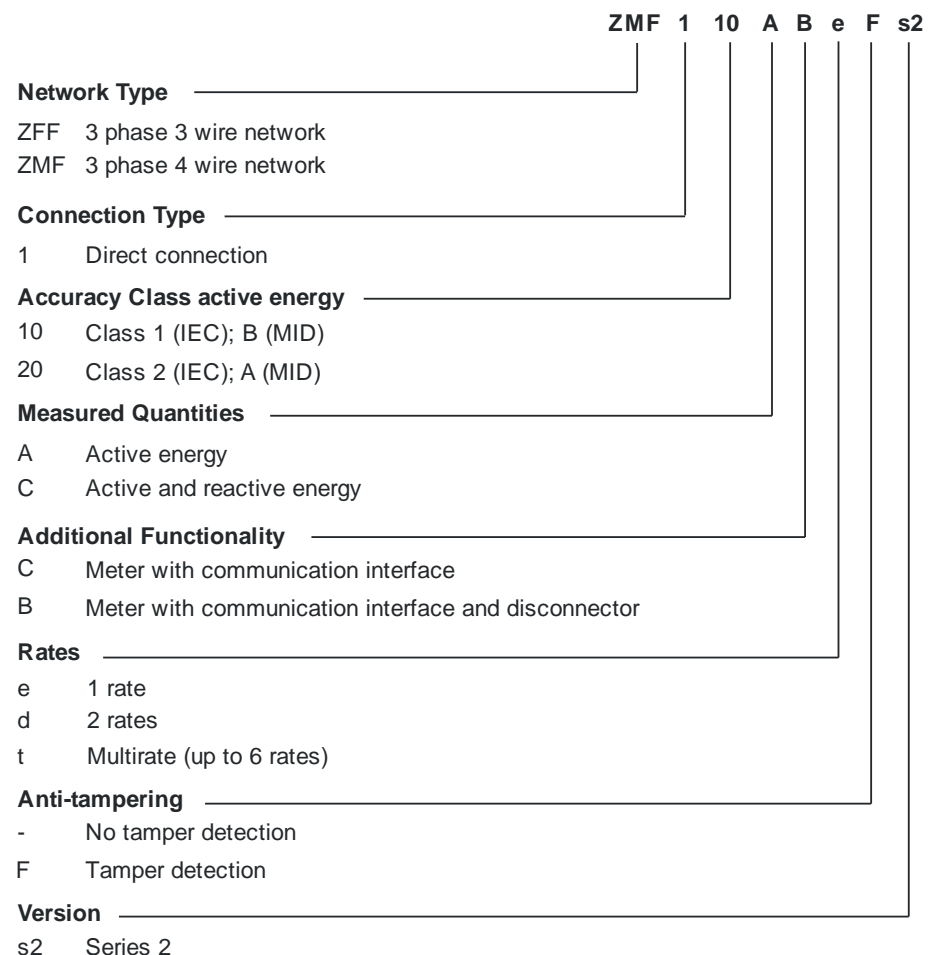 ZMF 1 10 A B e F s2
Network Type
ZFF 3 phase 3 wire network
ZMF 3 phase 4 wire network
Connection Type
1 Direct connection
Accuracy Class active energy
10 Class 1 (IEC); B (MID)
20 Class 2 (IEC); A (MID)
Measured Quantities
A Active energy
C Active and reactive energy
Additional Functionality
C Meter with communication interface
B Meter with communication interface and disconnector
Rates
e 1 rate
d 2 rates
t Multirate (up to 6 rates)
Anti-tampering
- No tamper detection
F Tamper detection
Version
s2 Series 2